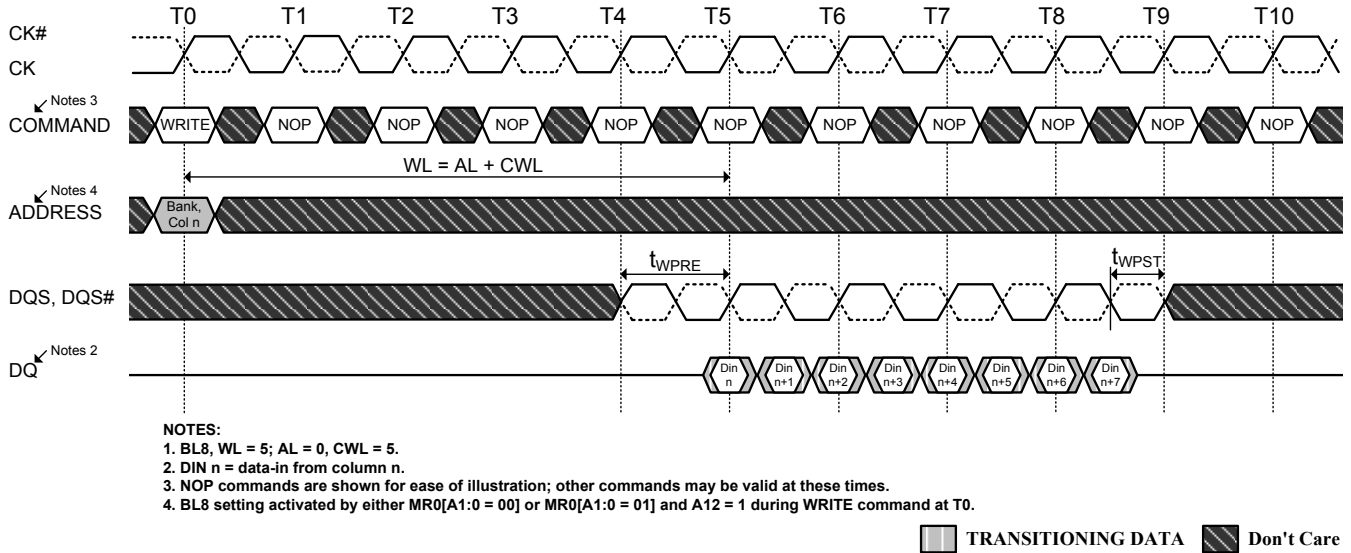 T0 T1 T2 T3 T4 T5 T6 T7 T8 T9 T10
CK#
CK
Notes 3
COMMAND
WRITE NOP NOP NOP NOP NOP NOP NOP NOP NOP NOP
WL = AL + CWL
Notes 4
ADDRESS
Bank,
Col n
tWPRE
tWPST
DQS, DQS#
Notes 2
DQ
Din Din Din Din Din Din Din Din
n n+1 n+2 n+3 n+4 n+5 n+6 n+7
NOTES:
1. BL8, WL = 5; AL = 0, CWL = 5.
2. DIN n = data-in from column n.
3. NOP commands are shown for ease of illustration; other commands may be valid at these times.
4. BL8 setting activated by either MR0[A1:0 = 00] or MR0[A1:0 = 01] and A12 = 1 during WRITE command at T0.
TRANSITIONING DATA Don't Care